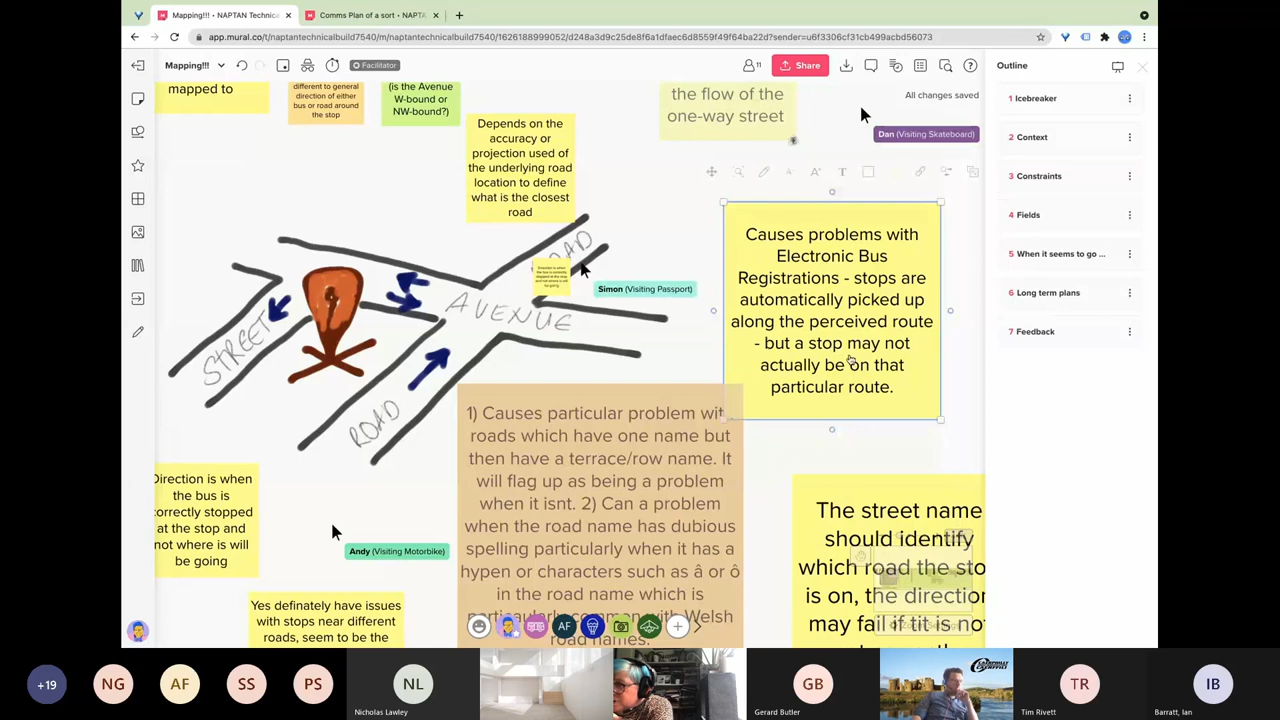 Mapping!!! • NAPTAN Technica
Comms Plan of a sort • NAPTA
app.mural.co/t/naptantechnicalbuild7540/m/naptantechnicalbuild7540/1626188999052/d248a3d9c25de8f6a1dfaec6d8559f49f64ba22d?sender=u6f3306cf31cb499acbd56073
Mapping!!!
Facilitator
11
Share
Outline
All changes saved
1 Icebreaker
2 Context
3 Constraints
4 Fields
5 When it seems to go ...
6 Long term plans
7 Feedback
mapped to
different to general
direction of either
bus or road around
the stop
(is the Avenue
W-bound or
NW-bound?)
the flow of the
one-way street
Dan (Visiting Skateboard)
Depends on the
accuracy or
projection used of
the underlying road
location to define
what is the closest
road
Causes problems with
Electronic Bus
Registrations - stops are
automatically picked up
along the perceived route
- but a stop may not
actually be on that
particular route.
Simon (Visiting Passport)
STREET
AVENUE
ROAD
ROAD
Direction is when
the bus is
correctly stopped
at the stop and
not where is will
be going
Andy (Visiting Motorbike)
1) Causes particular problem with
roads which have one name but
then have a terrace/row name. It
will flag up as being a problem
when it isnt. 2) Can a problem
when the road name has dubious
spelling particularly when it has a
hypen or characters such as â or ô
in the road name which is
particularly common with Welsh
road names.
The street name
should identify
which road the sto
is on, the direction
may fail if tit is not
Yes definately have issues
with stops near different
roads, seem to be the
AF
+19
NG
AF
SS
PS
NL
Nicholas Lawley
GB
Gerard Butler
CAERPHILLY
TR
Tim Rivett
IB
Barratt, Ian